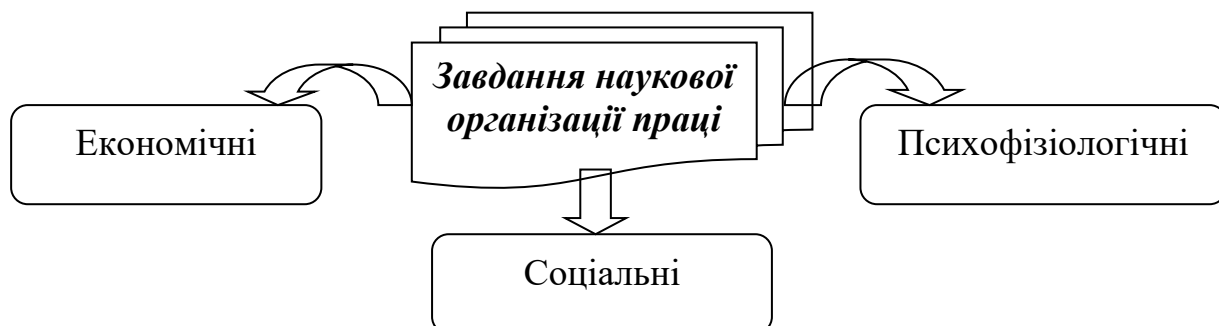 Завдання наукової
організації праці
Економічні
Психофізіологічні
Соціальні